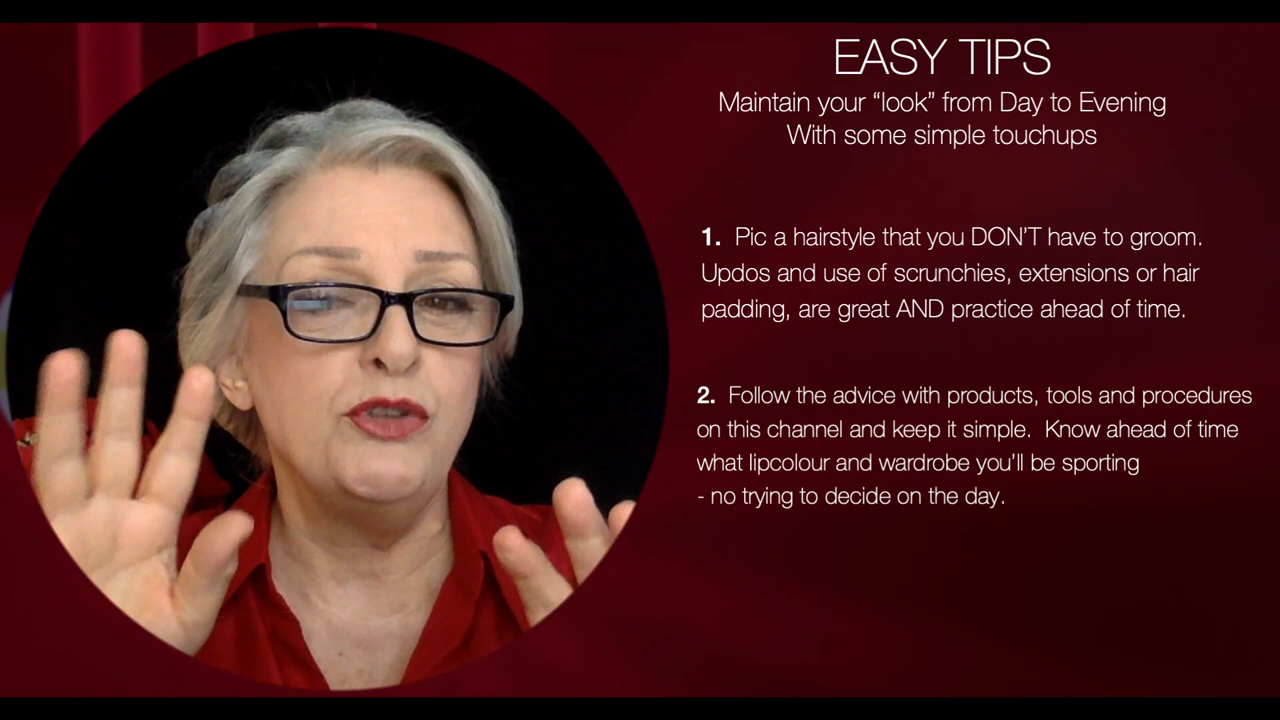 EASY TIPS
Maintain your “look” from Day to Evening
With some simple touchups
1. Pic a hairstyle that you DON’T have to groom.
Updos and use of scrunchies, extensions or hair
padding, are great AND practice ahead of time.
2. Follow the advice with products, tools and procedures
on this channel and keep it simple. Know ahead of time
what lipcolour and wardrobe you’ll be sporting
- no trying to decide on the day.